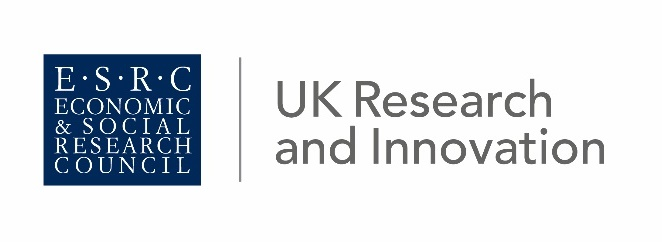 E·S·R·C
ECONOMIC
& SOCIAL
RESEARCH
COUNCIL
UK Research
and Innovation